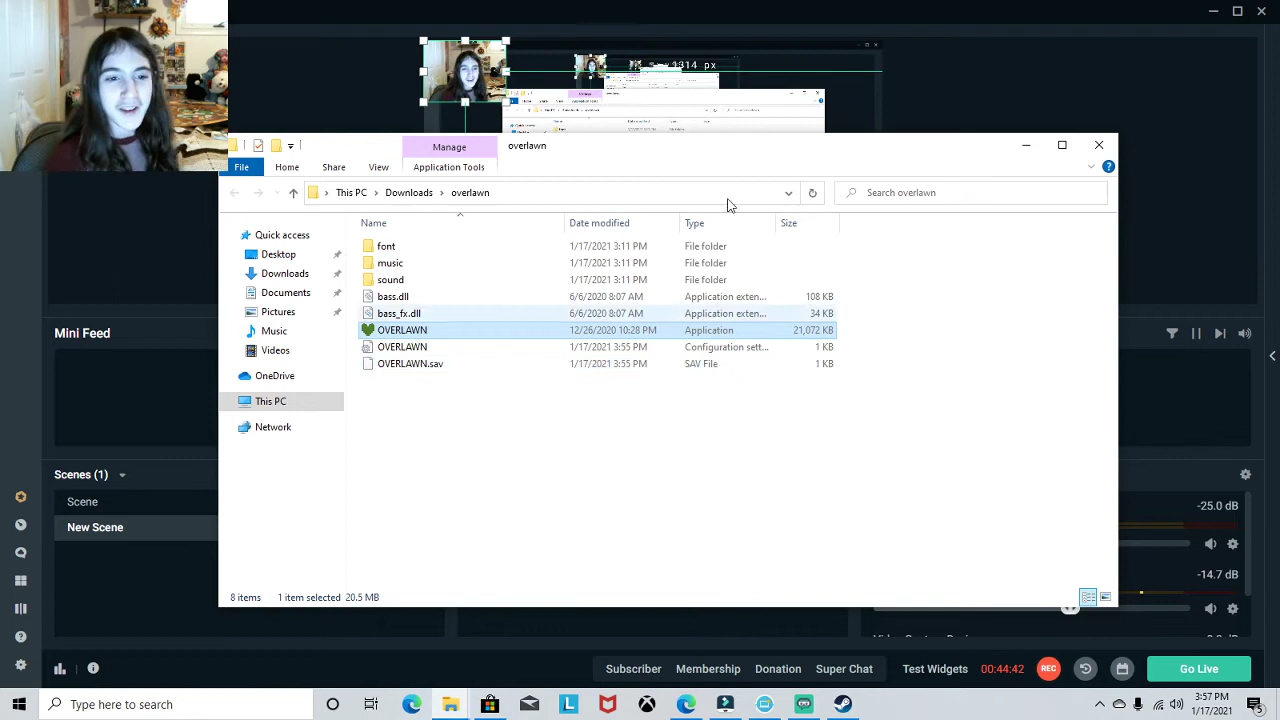 1314 px
Manage
overlawn
File
Home
Share
View
Application Tools
This PC
Downloads
overlawn
Search overlawn
Name
Date modified
Type
Size
Quick access
Desktop
Downloads
Documents
Pictures
Music
Videos
OneDrive
This PC
Network
font 1/17/2021 3:11 PM File folder
music 1/17/2021 3:11 PM File folder
sound 1/17/2021 3:11 PM File folder
bass.dll 6/6/2020 8:07 AM Application exten... 108 KB
bass_fx.dll 6/6/2020 8:07 AM Application exten... 34 KB
OVERLAWN 12/26/2020 10:28 PM Application 21,072 KB
OVERLAWN 1/17/2021 3:55 PM Configuration sett... 1 KB
OVERLAWN.sav 1/17/2021 3:55 PM SAV File 1 KB
8 items 1 item selected 20.5 MB
Mini Feed
Scenes (1)
Scene
New Scene
-25.0 dB
-14.7 dB
Subscriber
Membership
Donation
Super Chat
Test Widgets
00:44:42
REC
Go Live
Type here to search
3:57 PM
1/17/2021